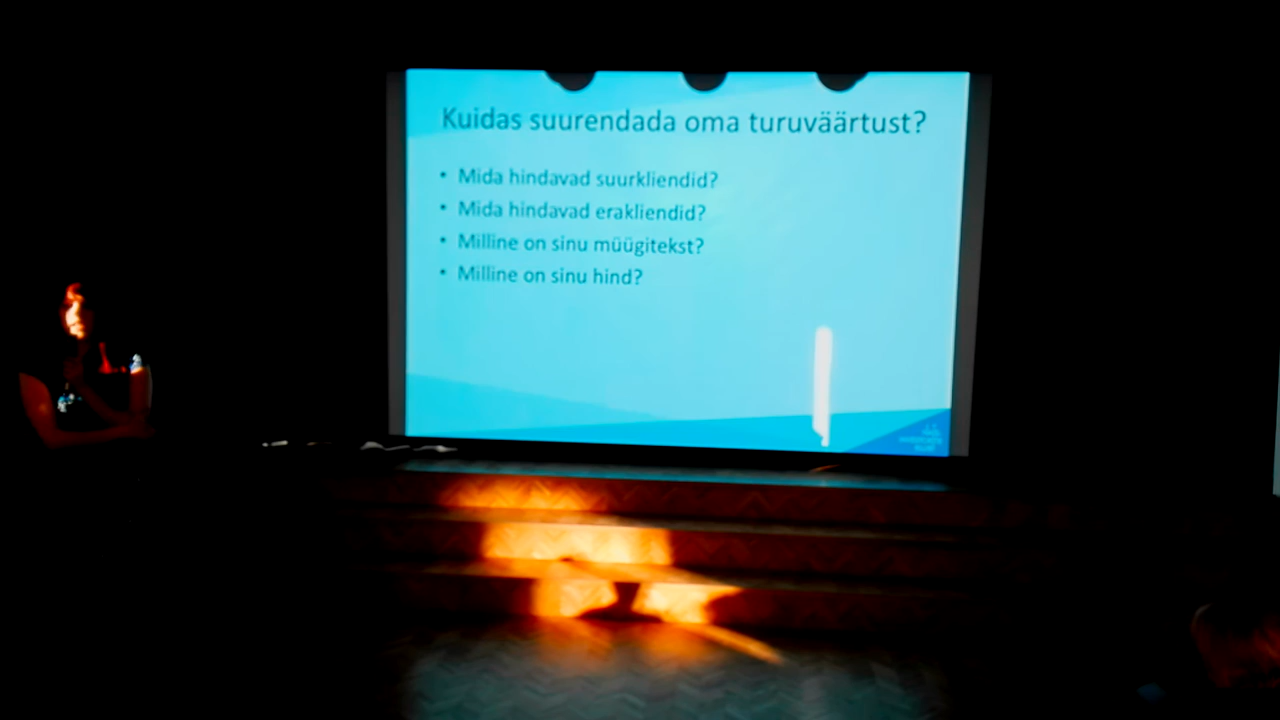 Kuidas suurendada oma turuväärtust?
• Mida hindavad suurkliendid?
• Mida hindavad erakliendid?
• Milline on sinu müügitekst?
• Milline on sinu hind?